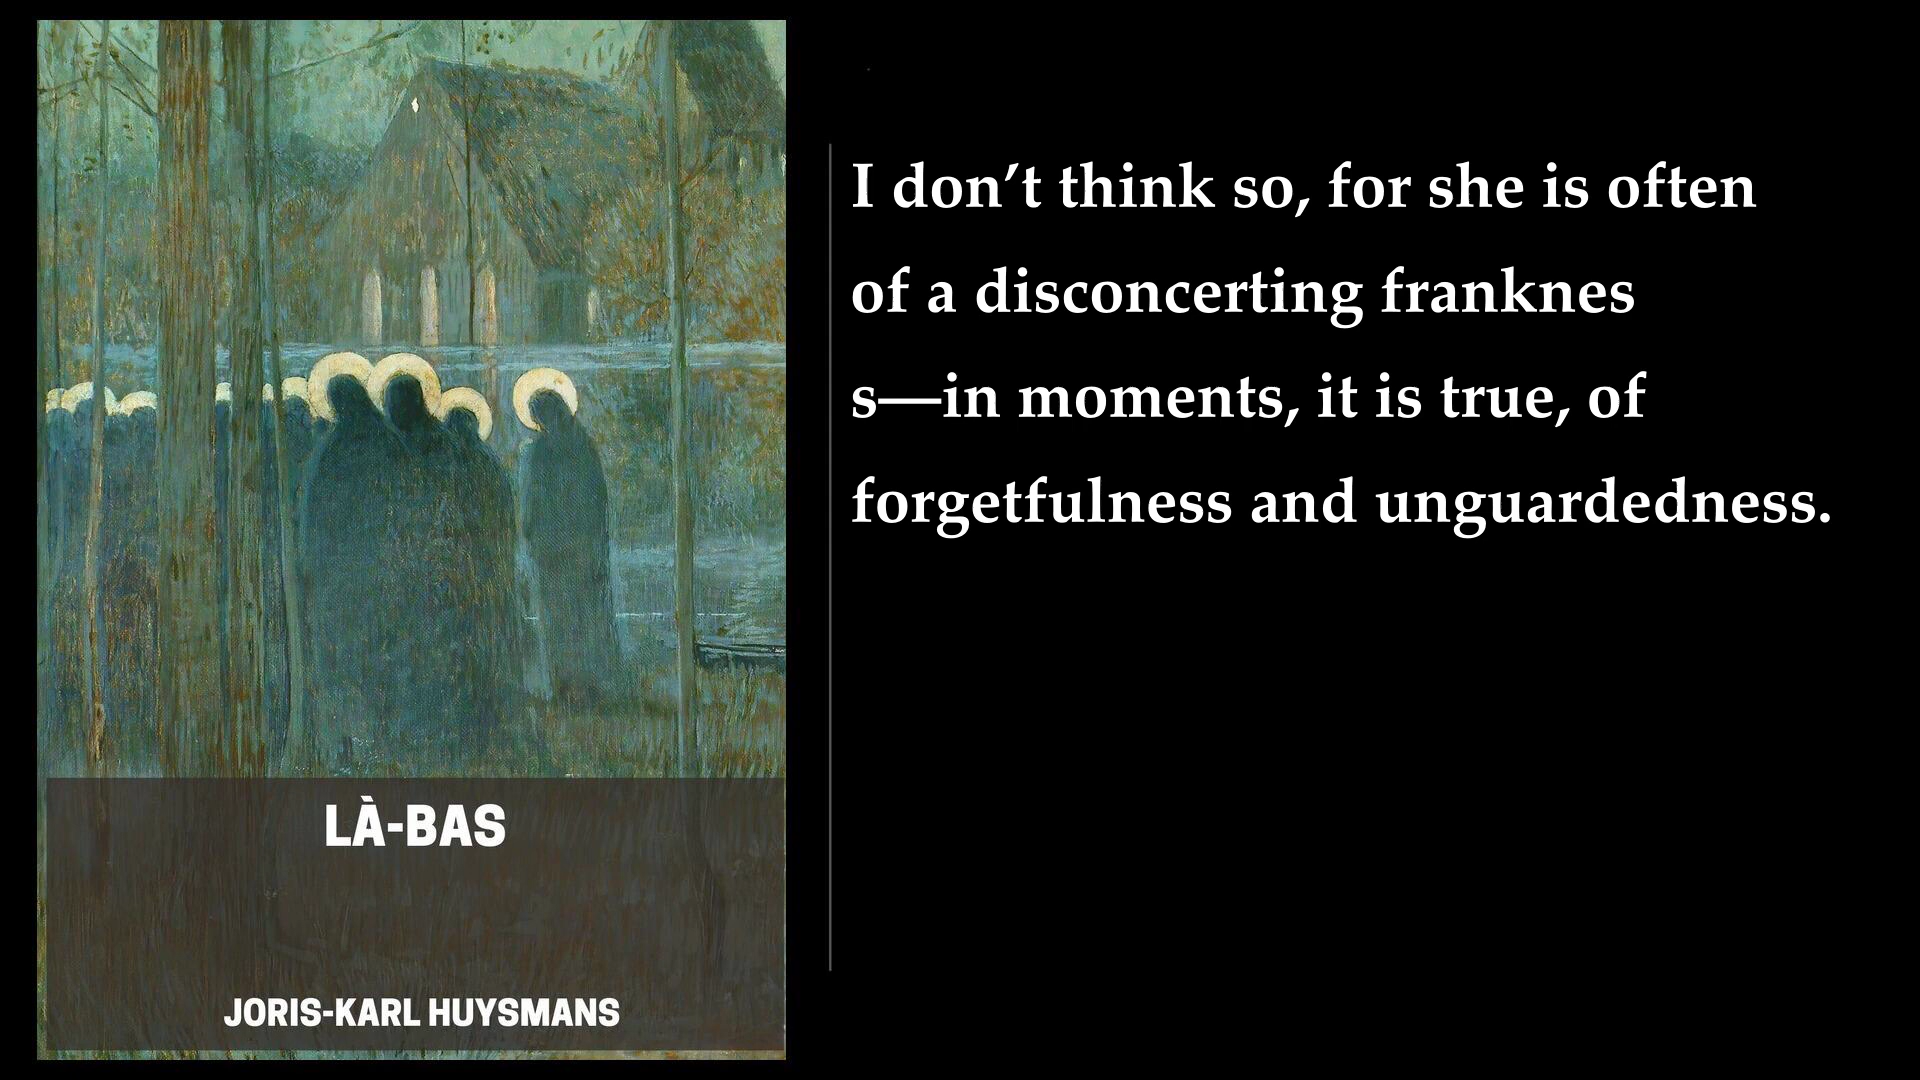 LÀ-BAS
JORIS-KARL HUYSMANS
I don’t think so, for she is often
of a disconcerting franknes
s—in moments, it is true, of
forgetfulness and unguardedness.